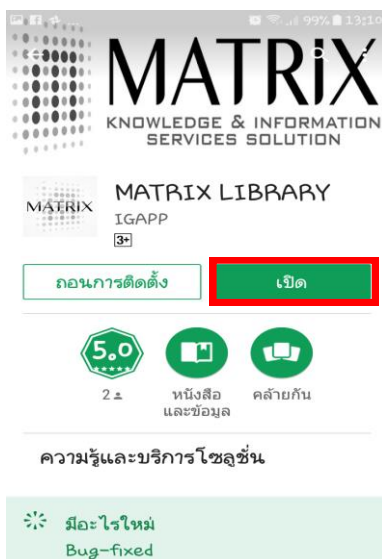 99% 13:10
MATRIX
KNOWLEDGE & INFORMATION
SERVICES SOLUTION
MATRIX
MATRIX LIBRARY
IGAPP
3+
ถอนการติดตั้ง
เปิด
5.0
2
หนังสือ
และข้อมูล
คล้ายกัน
ความรู้และบริการโซลูชั่น
มีอะไรใหม่
Bug-fixed